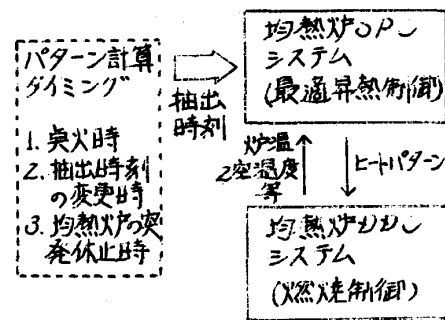 パターン計算
タイミング
1. 点火時
2. 抽出時刻
の変更時
3. 均熱炉の突
発休止時
抽出
時刻
均熱炉OPC
システム
(最適昇熱制御)
炉温
空温度
等
ヒートパターン
均熱炉DDC
システム
(燃焼制御)